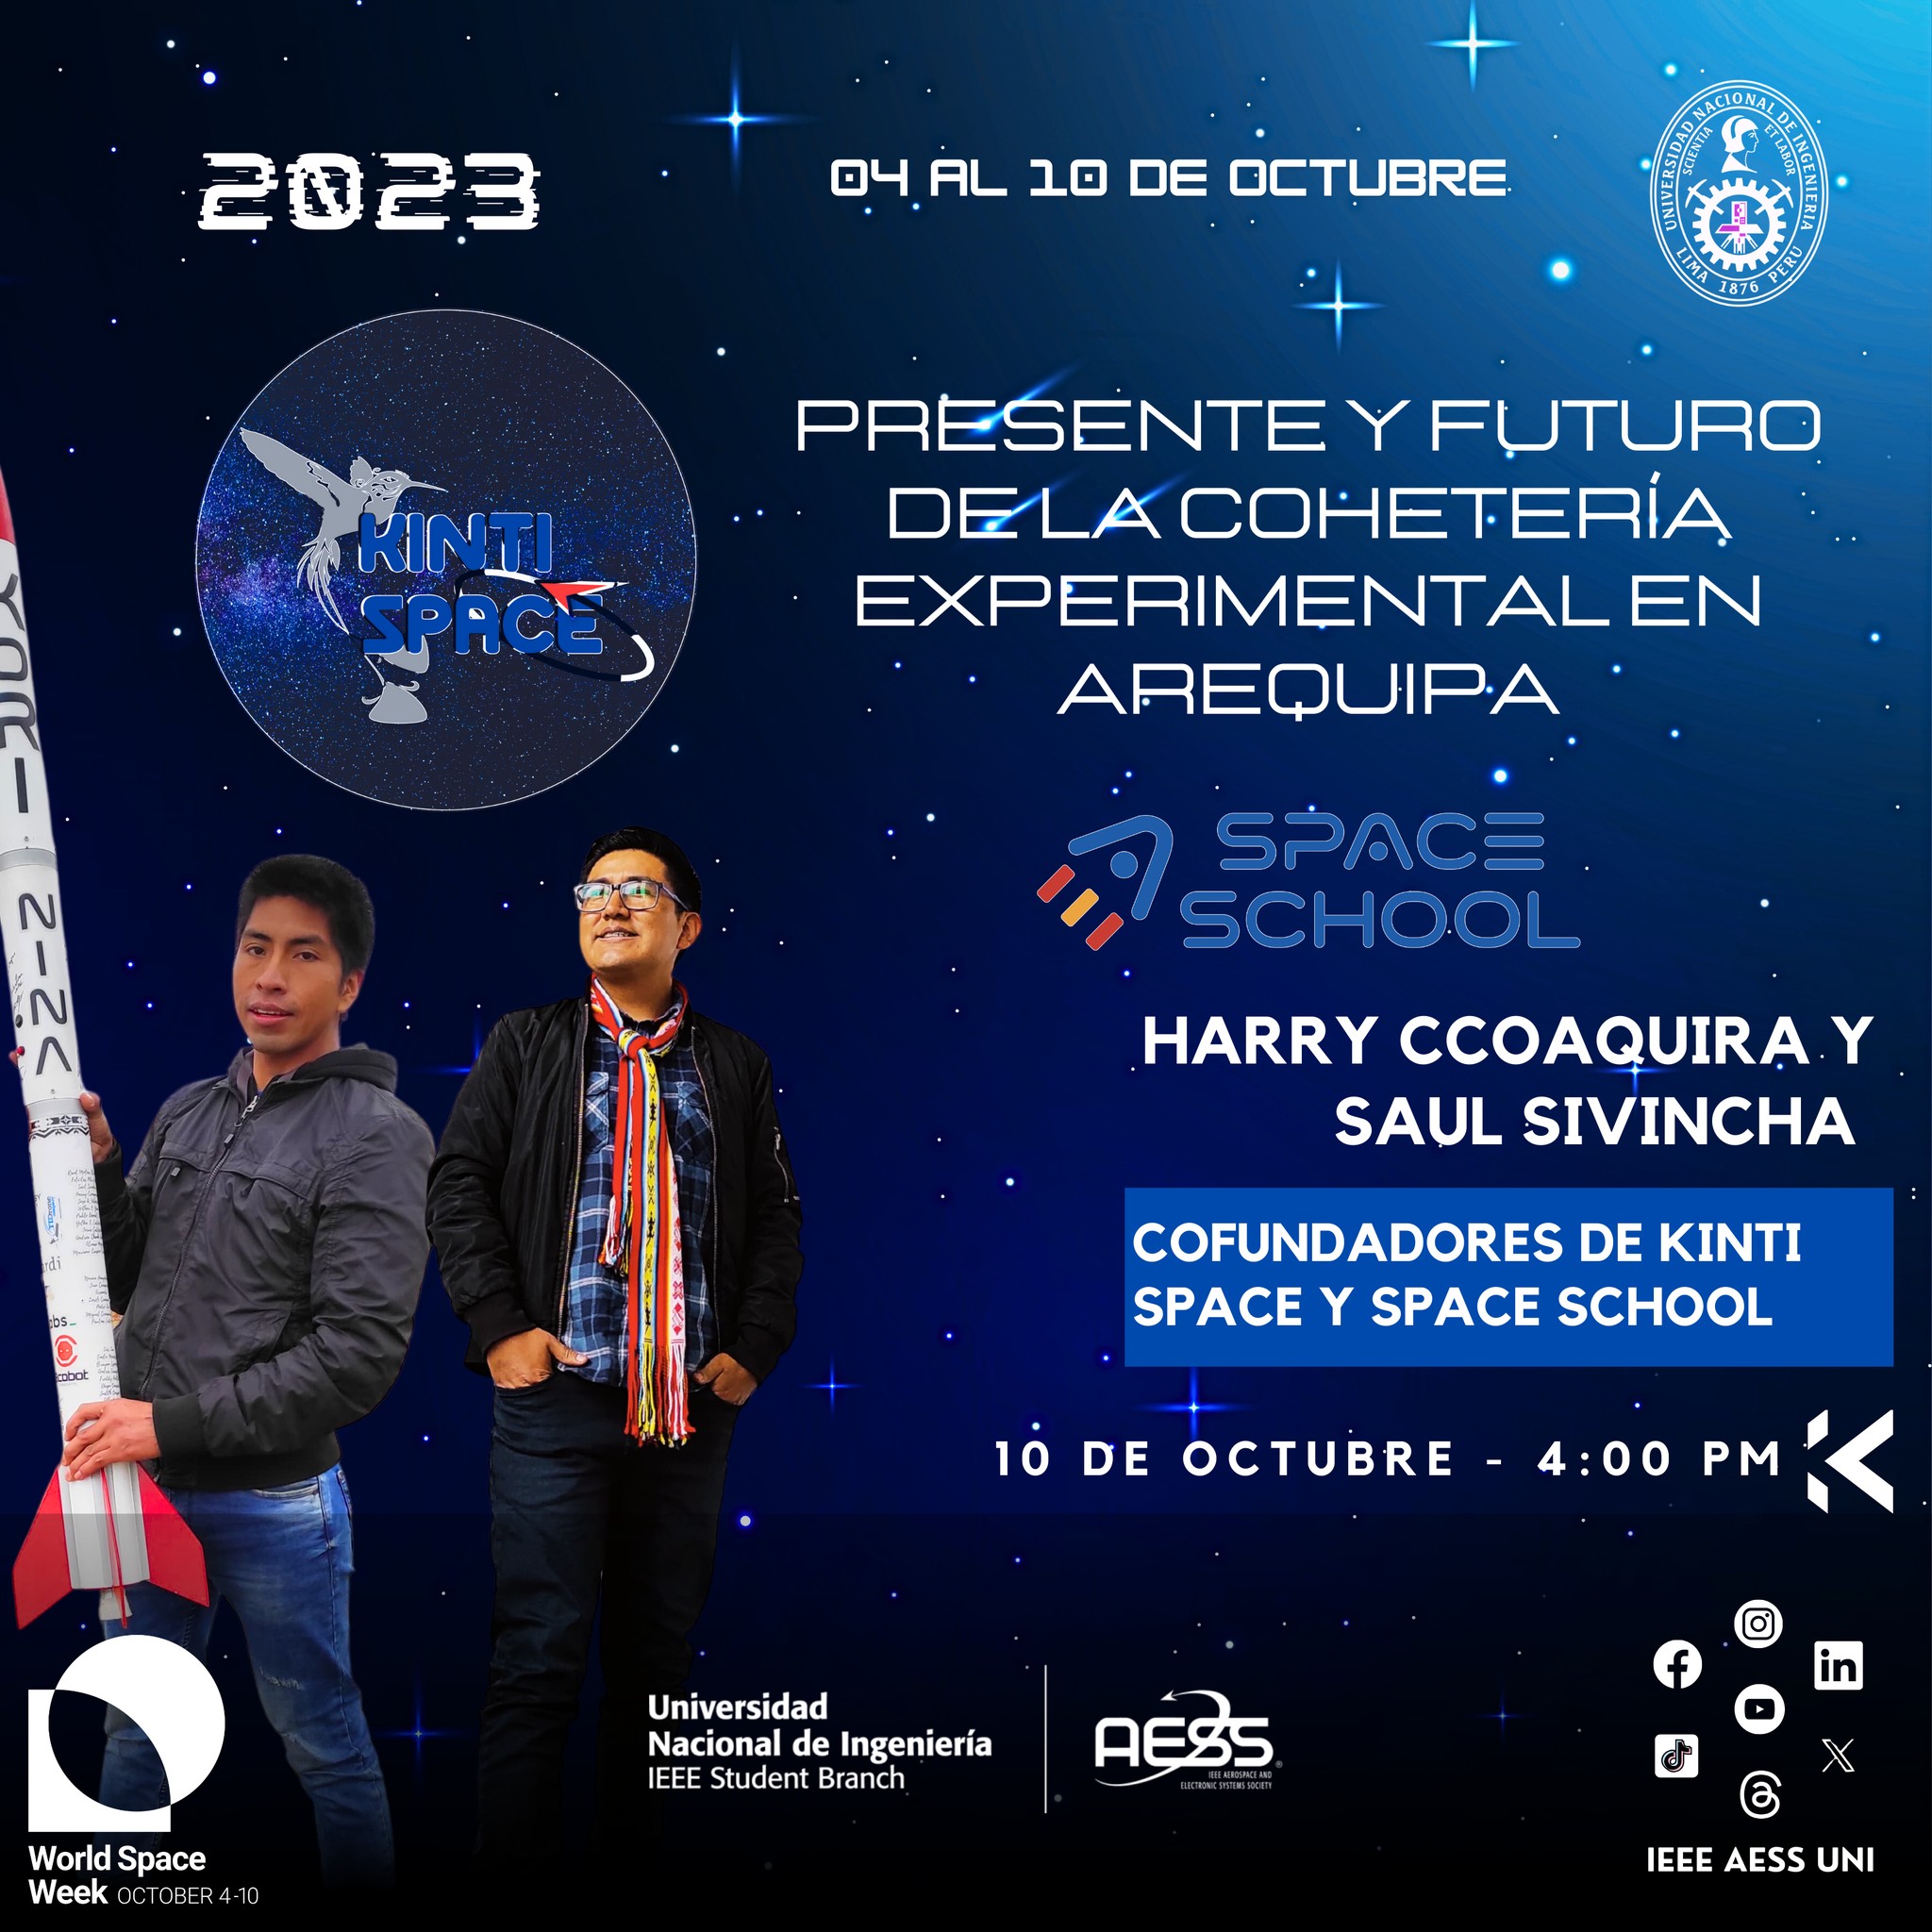 2023
04 AL 10 DE OCTUBRE
UNIVERSIDAD NACIONAL DE INGENIERIA
SCIENTIA ET LABOR
LIMA 1876 PERU
PRESENTE Y FUTURO
DE LA COHETERÍA
EXPERIMENTAL EN
AREQUIPA
KINTI
SPACE
SPACE
SCHOOL
HARRY CCOAQUIRA Y
SAUL SIVINCHA
COFUNDADORES DE KINTI
SPACE Y SPACE SCHOOL
10 DE OCTUBRE - 4:00 PM
NINA
Universidad
Nacional de Ingeniería
IEEE Student Branch
AESS
IEEE AEROSPACE AND
ELECTRONIC SYSTEMS SOCIETY
in
IEEE AESS UNI
World Space
Week OCTOBER 4-10